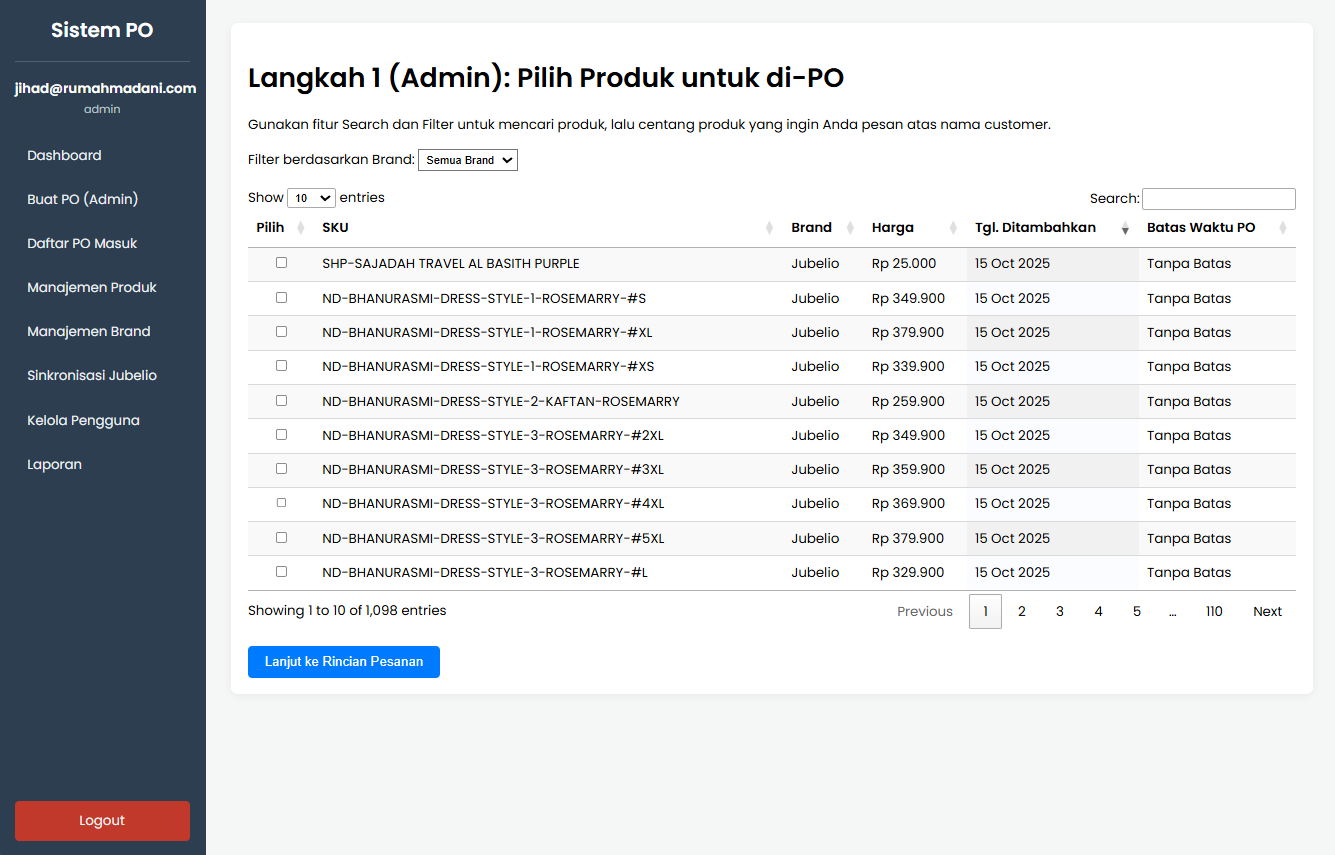 Sistem PO
jihad@rumahmadani.com
admin
Dashboard
Buat PO (Admin)
Daftar PO Masuk
Manajemen Produk
Manajemen Brand
Sinkronisasi Jubelio
Kelola Pengguna
Laporan
Logout
Langkah 1 (Admin): Pilih Produk untuk di-PO
Gunakan fitur Search dan Filter untuk mencari produk, lalu centang produk yang ingin Anda pesan atas nama customer.
Filter berdasarkan Brand: Semua Brand
Show 10 entries Search:
Pilih SKU Brand Harga Tgl. Ditambahkan Batas Waktu PO
SHP-SAJADAH TRAVEL AL BASITH PURPLE Jubelio Rp 25.000 15 Oct 2025 Tanpa Batas
ND-BHANURASMI-DRESS-STYLE-1-ROSEMARRY-#S Jubelio Rp 349.900 15 Oct 2025 Tanpa Batas
ND-BHANURASMI-DRESS-STYLE-1-ROSEMARRY-#XL Jubelio Rp 379.900 15 Oct 2025 Tanpa Batas
ND-BHANURASMI-DRESS-STYLE-1-ROSEMARRY-#XS Jubelio Rp 339.900 15 Oct 2025 Tanpa Batas
ND-BHANURASMI-DRESS-STYLE-2-KAFTAN-ROSEMARRY Jubelio Rp 259.900 15 Oct 2025 Tanpa Batas
ND-BHANURASMI-DRESS-STYLE-3-ROSEMARRY-#2XL Jubelio Rp 349.900 15 Oct 2025 Tanpa Batas
ND-BHANURASMI-DRESS-STYLE-3-ROSEMARRY-#3XL Jubelio Rp 359.900 15 Oct 2025 Tanpa Batas
ND-BHANURASMI-DRESS-STYLE-3-ROSEMARRY-#4XL Jubelio Rp 369.900 15 Oct 2025 Tanpa Batas
ND-BHANURASMI-DRESS-STYLE-3-ROSEMARRY-#5XL Jubelio Rp 379.900 15 Oct 2025 Tanpa Batas
ND-BHANURASMI-DRESS-STYLE-3-ROSEMARRY-#L Jubelio Rp 329.900 15 Oct 2025 Tanpa Batas
Showing 1 to 10 of 1,098 entries Previous 1 2 3 4 5 … 110 Next
Lanjut ke Rincian Pesanan